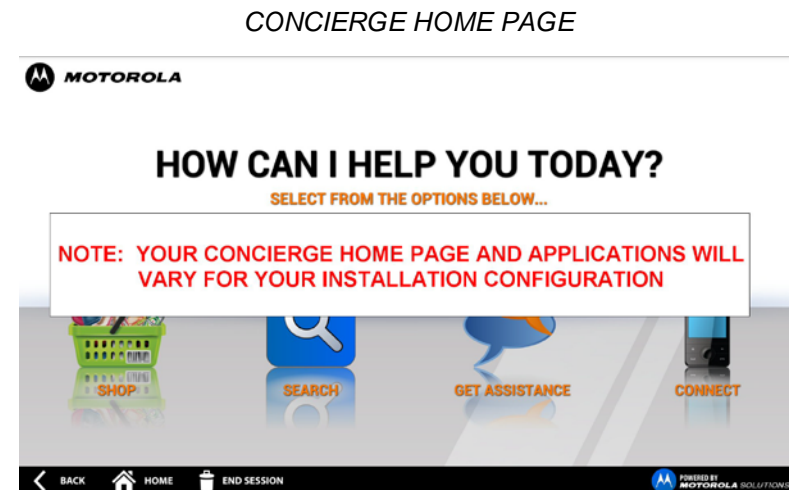 CONCIERGE HOME PAGE
MOTOROLA
HOW CAN I HELP YOU TODAY?
SELECT FROM THE OPTIONS BELOW...
NOTE: YOUR CONCIERGE HOME PAGE AND APPLICATIONS WILL
VARY FOR YOUR INSTALLATION CONFIGURATION
SHOP SEARCH GET ASSISTANCE CONNECT
BACK HOME END SESSION
POWERED BY
MOTOROLA SOLUTIONS